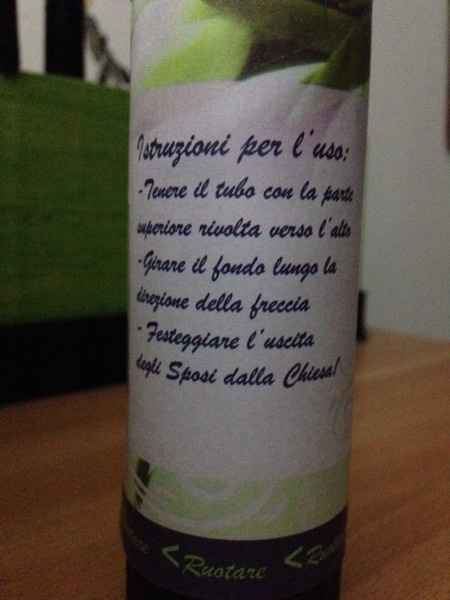 Istruzioni per l'uso:
-Tenere il tubo con la parte
superiore rivolta verso l'alto
-Girare il fondo lungo la
direzione della freccia
- Festeggiare l'uscita
degli Sposi dalla Chiesa!
< Ruotare <